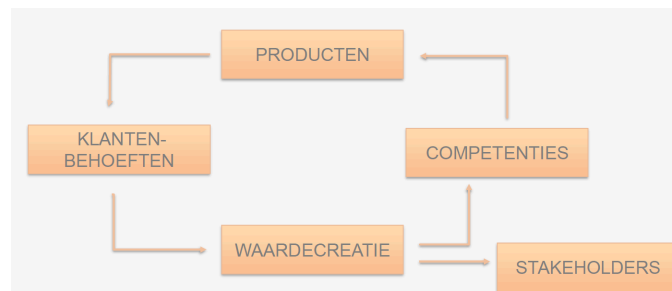 PRODUCTEN
KLANTEN-
BEHOEFTEN
COMPETENTIES
WAARDECREATIE
STAKEHOLDERS